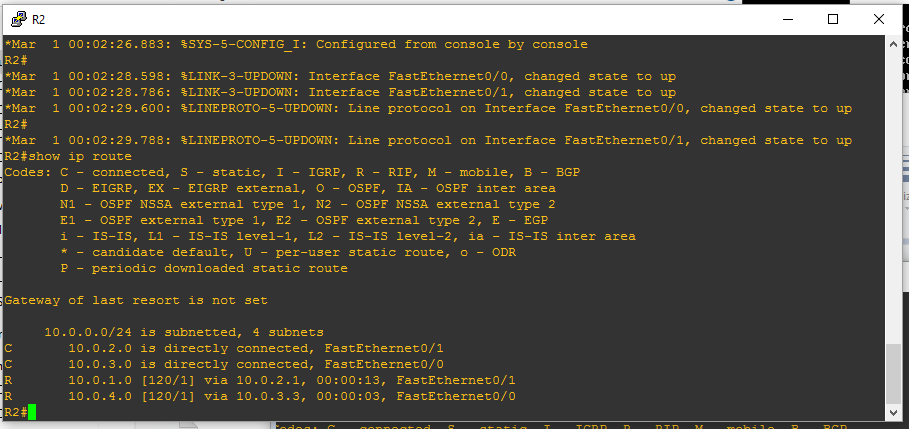 R2
*Mar  1 00:02:26.883: %SYS-5-CONFIG_I: Configured from console by console
R2#
*Mar  1 00:02:28.598: %LINK-3-UPDOWN: Interface FastEthernet0/0, changed state to up
*Mar  1 00:02:28.786: %LINK-3-UPDOWN: Interface FastEthernet0/1, changed state to up
*Mar  1 00:02:29.600: %LINEPROTO-5-UPDOWN: Line protocol on Interface FastEthernet0/0, changed state to up
R2#
*Mar  1 00:02:29.788: %LINEPROTO-5-UPDOWN: Line protocol on Interface FastEthernet0/1, changed state to up
R2#show ip route
Codes: C - connected, S - static, I - IGRP, R - RIP, M - mobile, B - BGP
       D - EIGRP, EX - EIGRP external, O - OSPF, IA - OSPF inter area
       N1 - OSPF NSSA external type 1, N2 - OSPF NSSA external type 2
       E1 - OSPF external type 1, E2 - OSPF external type 2, E - EGP
       i - IS-IS, L1 - IS-IS level-1, L2 - IS-IS level-2, ia - IS-IS inter area
       * - candidate default, U - per-user static route, o - ODR
       P - periodic downloaded static route
Gateway of last resort is not set
     10.0.0.0/24 is subnetted, 4 subnets
C       10.0.2.0 is directly connected, FastEthernet0/1
C       10.0.3.0 is directly connected, FastEthernet0/0
R       10.0.1.0 [120/1] via 10.0.2.1, 00:00:13, FastEthernet0/1
R       10.0.4.0 [120/1] via 10.0.3.3, 00:00:03, FastEthernet0/0
R2#